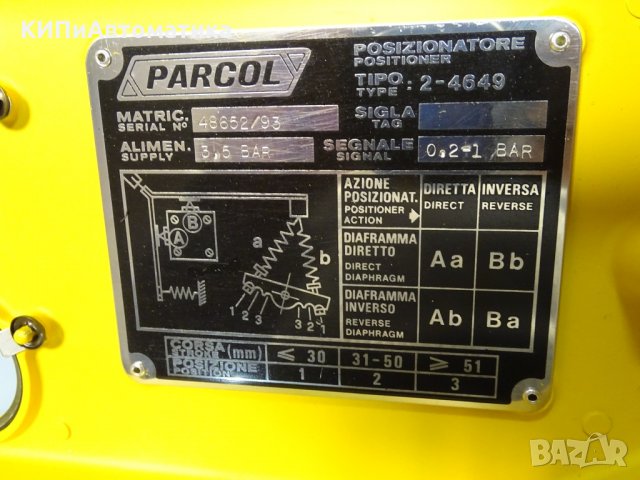 КИПиАвтоматика
PARCOL
POSIZIONATORE
POSITIONER
TIPO
TYPE : 2-4649
MATRIC.
SERIAL Nº 48652/93
SIGLA
TAG
ALIMEN.
SUPPLY 3,5 BAR
SEGNALE
SIGNAL 0,2-1 BAR
A B a b
1 2 3 3 2 1
AZIONE
POSIZIONAT.
POSITIONER
ACTION
DIRETTA
DIRECT
INVERSA
REVERSE
DIAFRAMMA
DIRETTO
DIRECT
DIAPHRAGM
Aa Bb
DIAFRAMMA
INVERSO
REVERSE
DIAPHRAGM
Ab Ba
CORSA
STROKE (mm) ≤ 30 31-50 ≥ 51
POSIZIONE
POSITION 1 2 3
BAZAR